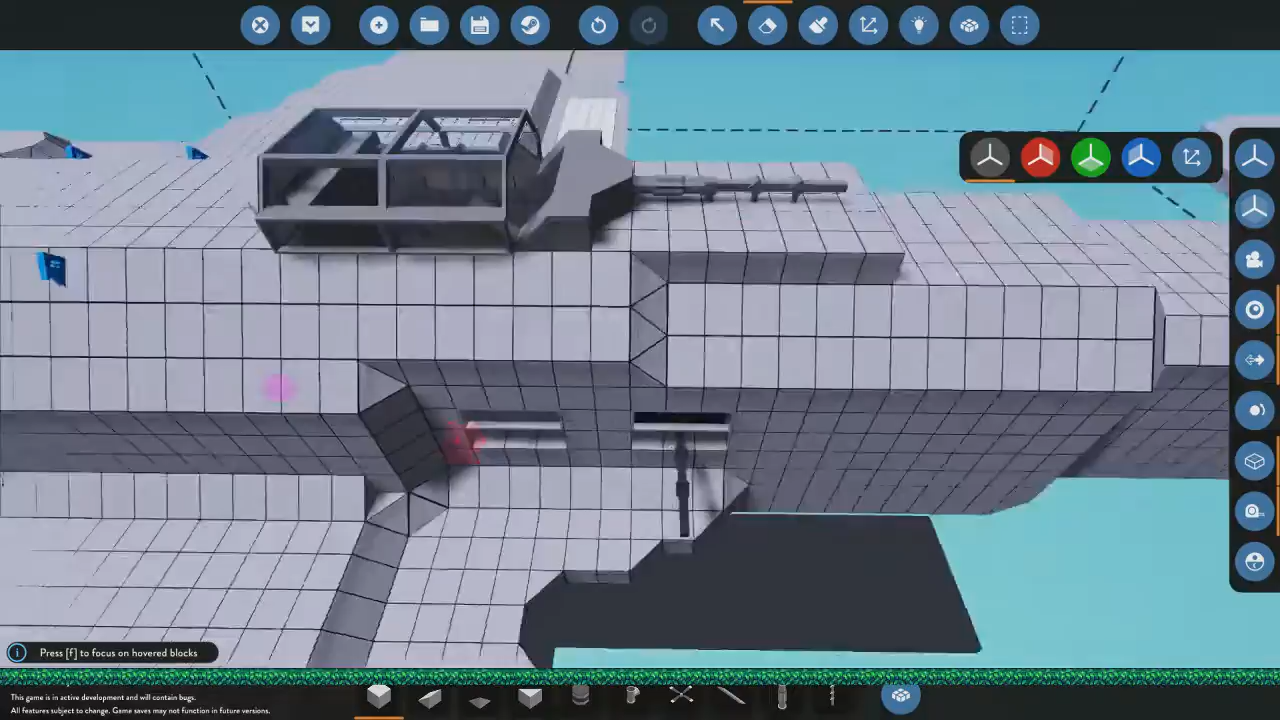 Press [f] to focus on hovered blocks
This game is in active development and will contain bugs.
All features subject to change. Game saves may not function in future versions.